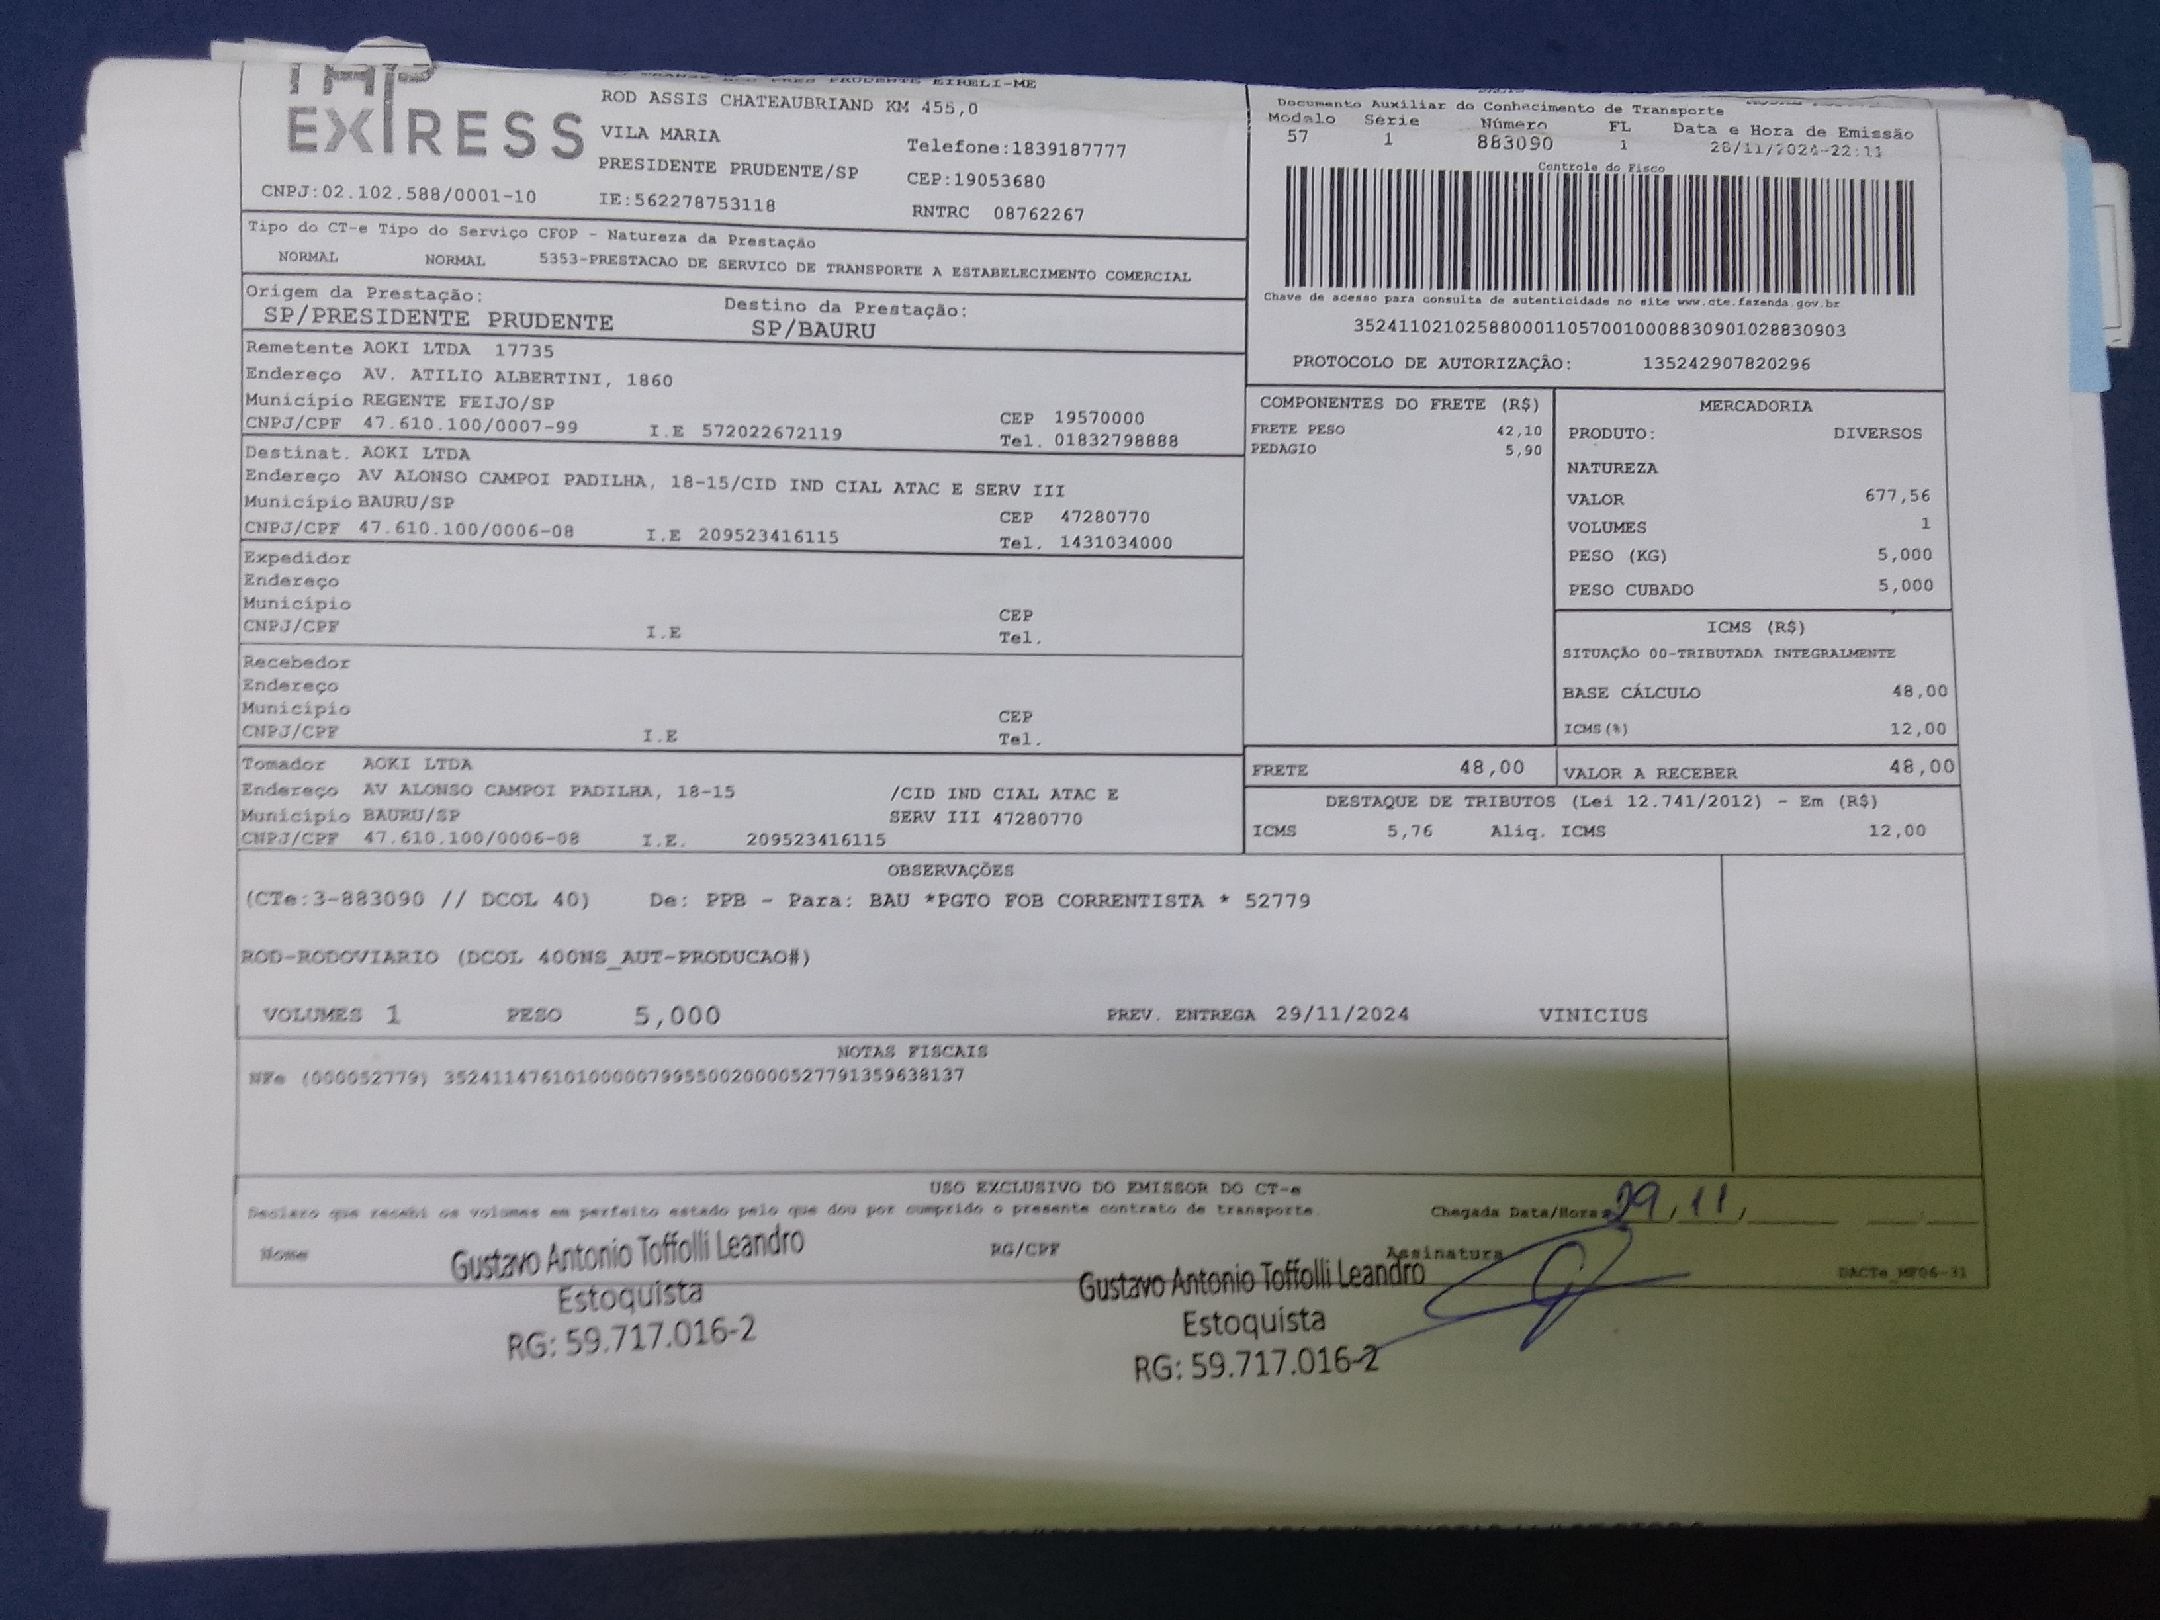 EXPRESS
PRUDENTE EIRELI-ME
ROD ASSIS CHATEAUBRIAND KM 455,0
VILA MARIA
Telefone:1839187777
PRESIDENTE PRUDENTE/SP
CEP:19053680
CNPJ:02.102.588/0001-10
IE:562278753118
RNTRC 08762267
Documento Auxiliar do Conhecimento de Transporte
Modalo Série Número FL Data e Hora de Emissão
57 1 883090 1 28/11/2024-22:11
Controle do Fisco
Chave de acesso para consulta de autenticidade no site www.cte.fazenda.gov.br
35241102102588000110570010008830901028830903
PROTOCOLO DE AUTORIZAÇÃO: 135242907820296
Tipo do CT-e Tipo do Serviço CFOP - Natureza da Prestação
NORMAL NORMAL 5353-PRESTACAO DE SERVICO DE TRANSPORTE A ESTABELECIMENTO COMERCIAL
Origem da Prestação: Destino da Prestação:
SP/PRESIDENTE PRUDENTE SP/BAURU
Remetente AOKI LTDA 17735
Endereço AV. ATILIO ALBERTINI, 1860
Município REGENTE FEIJO/SP CEP 19570000
CNPJ/CPF 47.610.100/0007-99 I.E 572022672119 Tel. 01832798888
Destinat. AOKI LTDA
Endereço AV ALONSO CAMPOI PADILHA, 18-15/CID IND CIAL ATAC E SERV III
Município BAURU/SP CEP 47280770
CNPJ/CPF 47.610.100/0006-08 I.E 209523416115 Tel. 1431034000
Expedidor
Endereço
Município CEP
CNPJ/CPF I.E Tel.
Recebedor
Endereço
Município CEP
CNPJ/CPF I.E Tel.
Tomador AOKI LTDA
Endereço AV ALONSO CAMPOI PADILHA, 18-15 /CID IND CIAL ATAC E
Município BAURU/SP SERV III 47280770
CNPJ/CPF 47.610.100/0006-08 I.E. 209523416115
COMPONENTES DO FRETE (R$)
FRETE PESO 42,10
PEDAGIO 5,90
MERCADORIA
PRODUTO: DIVERSOS
NATUREZA
VALOR 677,56
VOLUMES 1
PESO (KG) 5,000
PESO CUBADO 5,000
ICMS (R$)
SITUAÇÃO 00-TRIBUTADA INTEGRALMENTE
BASE CÁLCULO 48,00
ICMS(%) 12,00
FRETE 48,00 VALOR A RECEBER 48,00
DESTAQUE DE TRIBUTOS (Lei 12.741/2012) - Em (R$)
ICMS 5,76 Aliq. ICMS 12,00
OBSERVAÇÕES
(CTe:3-883090 // DCOL 40) De: PPB - Para: BAU *PGTO FOB CORRENTISTA * 52779
ROD-RODOVIARIO (DCOL 400NS_AUT-PRODUCAO#)
VOLUMES 1 PESO 5,000 PREV. ENTREGA 29/11/2024 VINICIUS
NOTAS FISCAIS
NFe (000052779) 35241147610100000799550020000527791359638137
USO EXCLUSIVO DO EMISSOR DO CT-e
Declaro que recebi os volumes em perfeito estado pelo que dou por cumprido o presente contrato de transporte.
Chegada Data/Hora: 29/11/
Nome RG/CPF Assinatura
DACTe_MF06-31
Gustavo Antonio Toffolli Leandro
Estoquista
RG: 59.717.016-2
Gustavo Antonio Toffolli Leandro
Estoquista
RG: 59.717.016-2